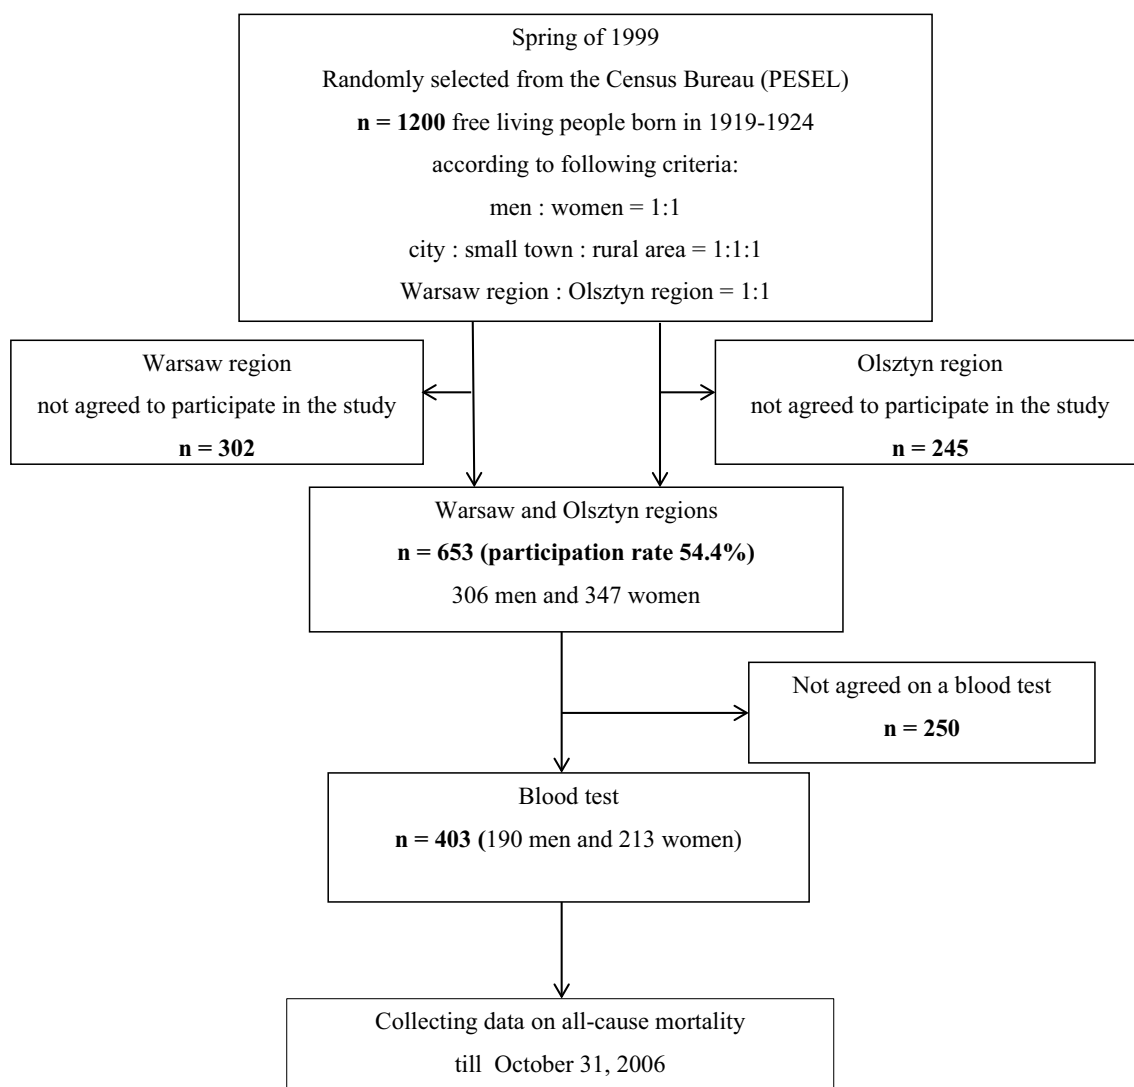 Spring of 1999
Randomly selected from the Census Bureau (PESEL)
n = 1200 free living people born in 1919-1924
according to following criteria:
men : women = 1:1
city : small town : rural area = 1:1:1
Warsaw region : Olsztyn region = 1:1
Warsaw region
not agreed to participate in the study
n = 302
Olsztyn region
not agreed to participate in the study
n = 245
Warsaw and Olsztyn regions
n = 653 (participation rate 54.4%)
306 men and 347 women
Not agreed on a blood test
n = 250
Blood test
n = 403 (190 men and 213 women)
Collecting data on all-cause mortality
till October 31, 2006